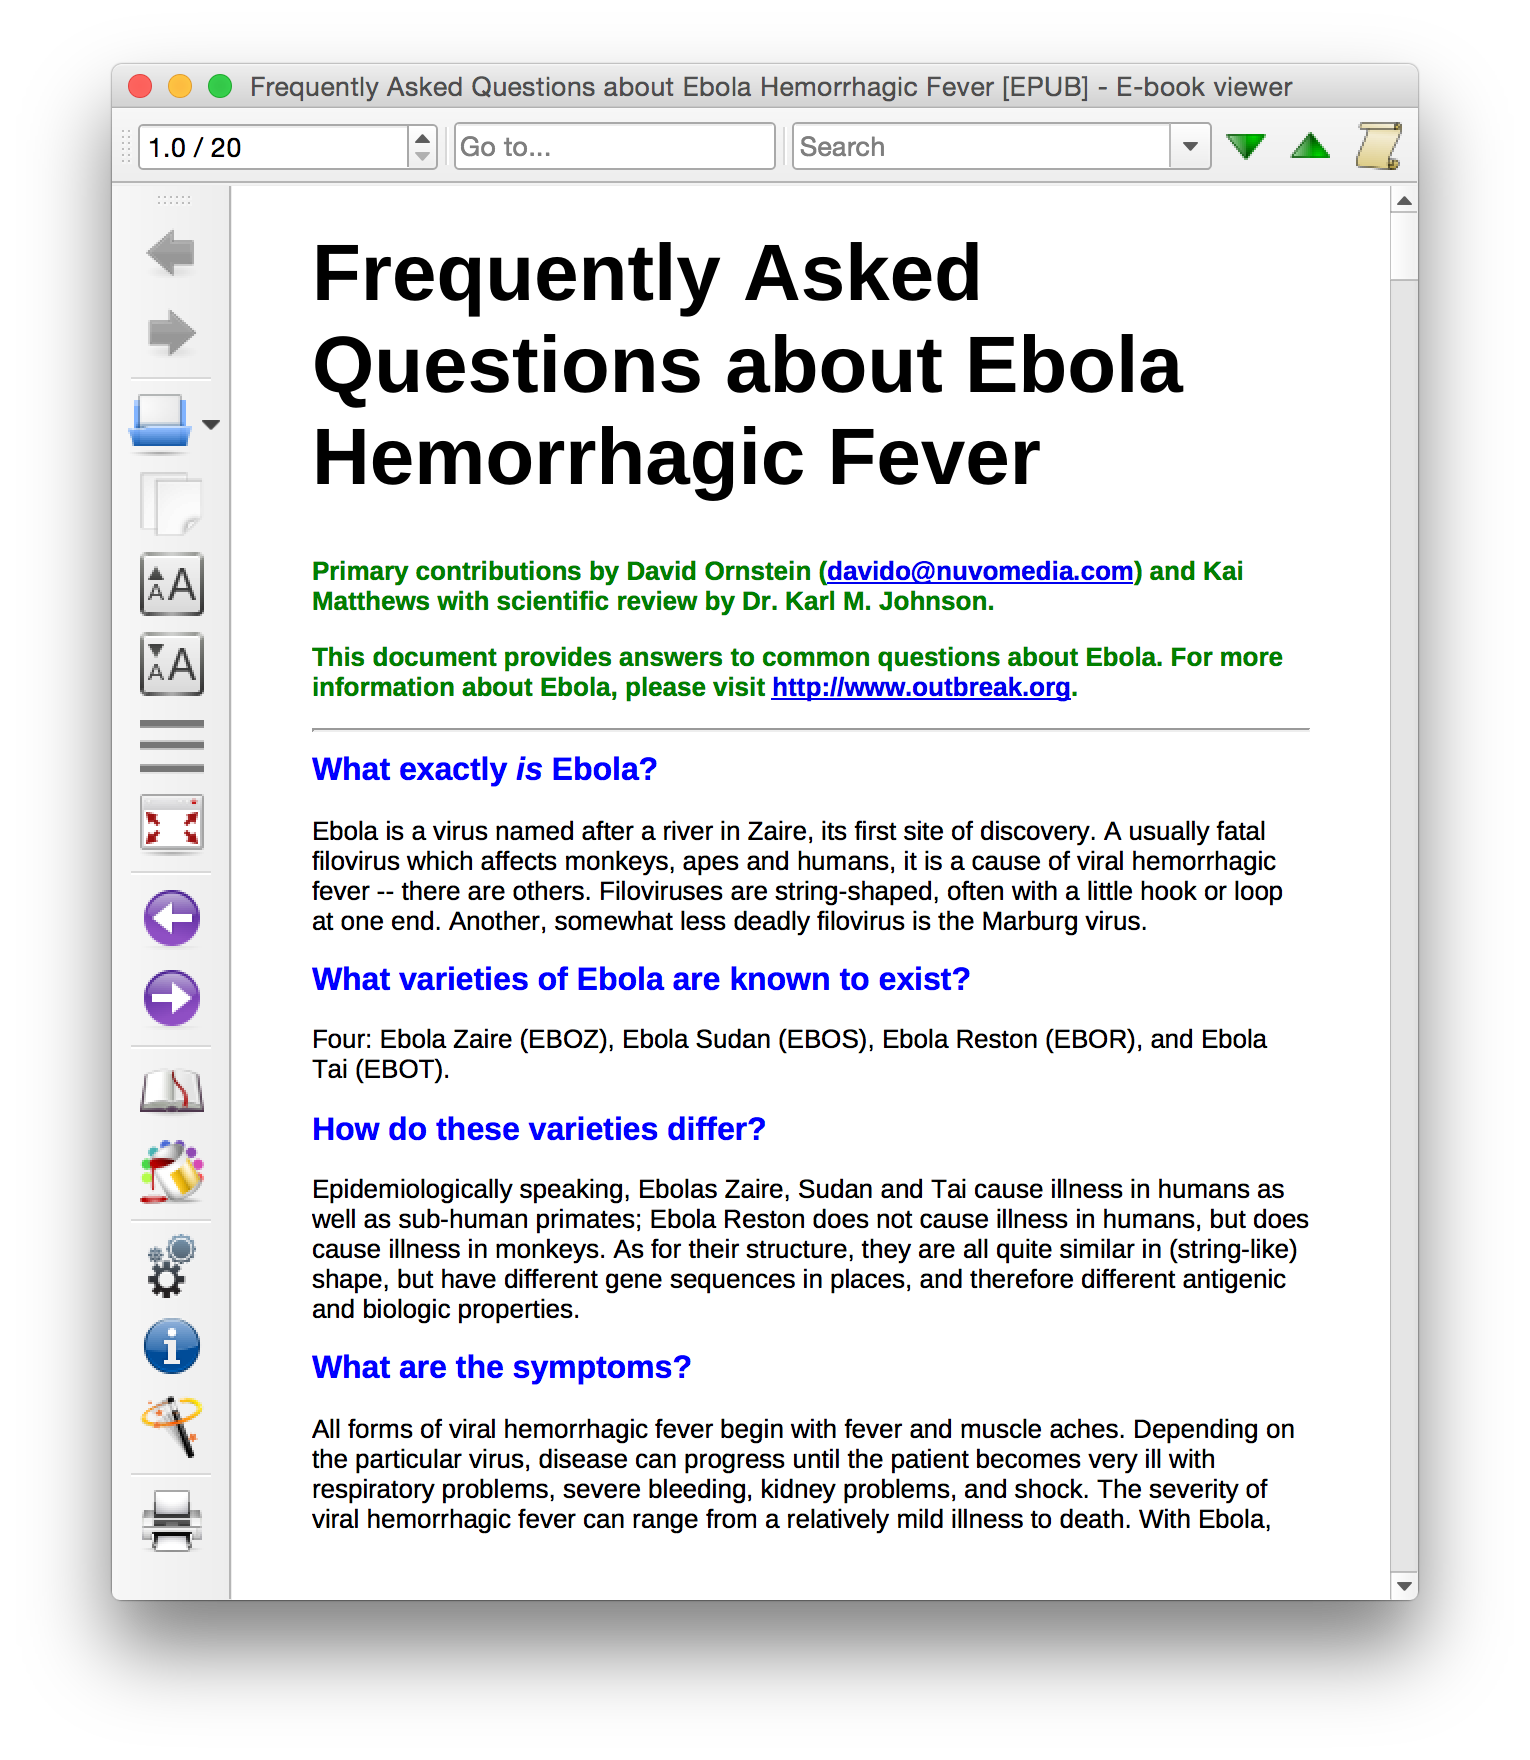 Frequently Asked Questions about Ebola Hemorrhagic Fever [EPUB] - E-book viewer
1.0 / 20
Go to...
Search
Frequently Asked
Questions about Ebola
Hemorrhagic Fever
Primary contributions by David Ornstein (davido@nuvomedia.com) and Kai
Matthews with scientific review by Dr. Karl M. Johnson.
This document provides answers to common questions about Ebola. For more
information about Ebola, please visit http://www.outbreak.org.
What exactly is Ebola?
Ebola is a virus named after a river in Zaire, its first site of discovery. A usually fatal
filovirus which affects monkeys, apes and humans, it is a cause of viral hemorrhagic
fever -- there are others. Filoviruses are string-shaped, often with a little hook or loop
at one end. Another, somewhat less deadly filovirus is the Marburg virus.
What varieties of Ebola are known to exist?
Four: Ebola Zaire (EBOZ), Ebola Sudan (EBOS), Ebola Reston (EBOR), and Ebola
Tai (EBOT).
How do these varieties differ?
Epidemiologically speaking, Ebolas Zaire, Sudan and Tai cause illness in humans as
well as sub-human primates; Ebola Reston does not cause illness in humans, but does
cause illness in monkeys. As for their structure, they are all quite similar in (string-like)
shape, but have different gene sequences in places, and therefore different antigenic
and biologic properties.
What are the symptoms?
All forms of viral hemorrhagic fever begin with fever and muscle aches. Depending on
the particular virus, disease can progress until the patient becomes very ill with
respiratory problems, severe bleeding, kidney problems, and shock. The severity of
viral hemorrhagic fever can range from a relatively mild illness to death. With Ebola,